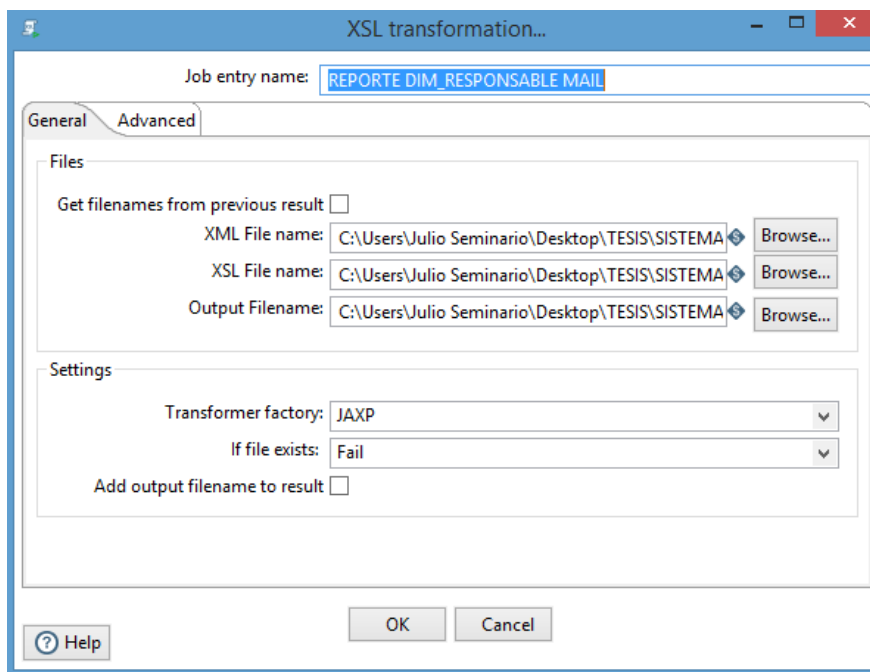 XSL transformation...
Job entry name: REPORTE DIM_RESPONSABLE MAIL
General Advanced
Files
Get filenames from previous result
XML File name: C:\Users\Julio Seminario\Desktop\TESIS\SISTEMA Browse...
XSL File name: C:\Users\Julio Seminario\Desktop\TESIS\SISTEMA Browse...
Output Filename: C:\Users\Julio Seminario\Desktop\TESIS\SISTEMA Browse...
Settings
Transformer factory: JAXP
If file exists: Fail
Add output filename to result
OK Cancel
Help